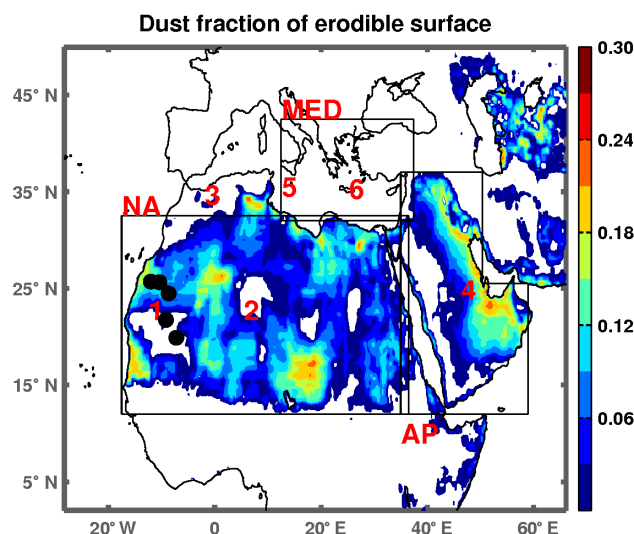 Dust fraction of erodible surface
0.30
45° N
MED
0.24
35° N
3
5
6
NA
0.18
25° N
4
1
2
0.12
15° N
AP
0.06
5° N
20° W
0
20° E
40° E
60° E